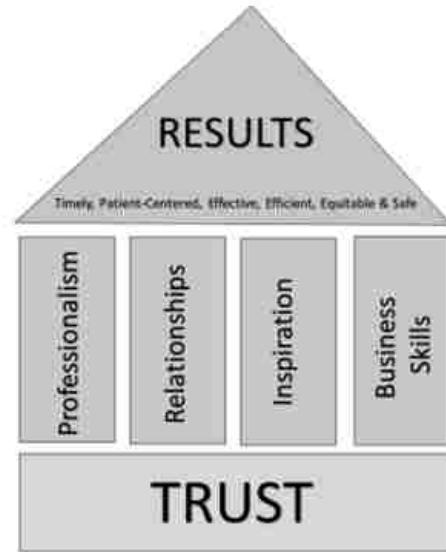 RESULTS
Timely, Patient-Centered, Effective, Efficient, Equitable & Safe
Professionalism
Relationships
Inspiration
Business
Skills
TRUST